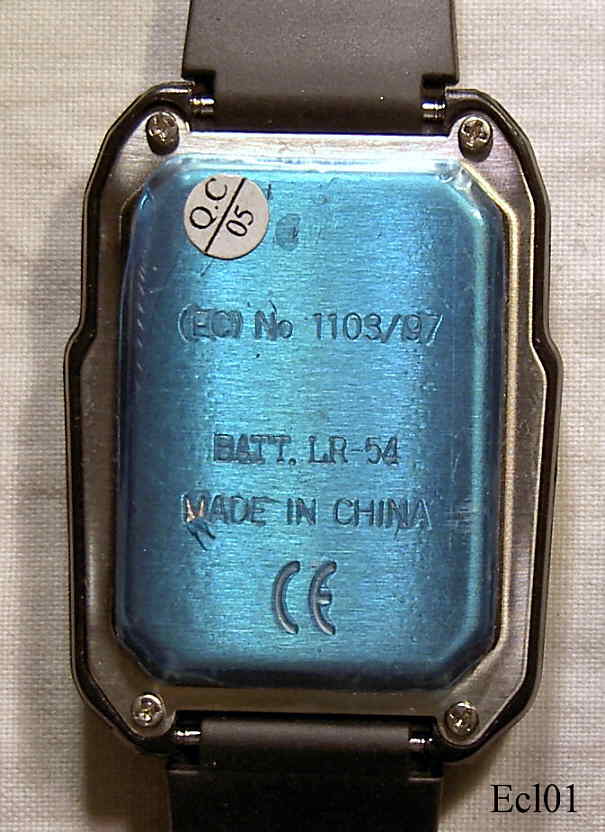 Q.C
05
(EC) No 1103/97
BATT. LR-54
MADE IN CHINA
CE
Ecl01